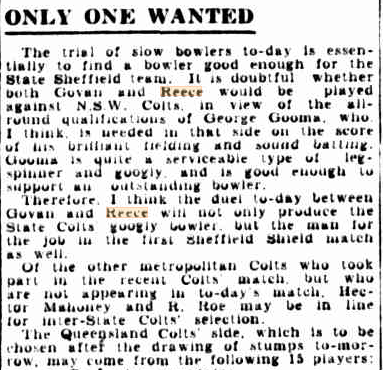 ONLY ONE WANTED
The trial of slow bowlers to-day is essen-
tially to find a bowler good enough for the
State Sheffield team. It is doubtful whether
both Govan and Reece would be played
against N.S.W. Colts, in view of the all-
round qualifications of George Gooma, who,
I think, is needed in that side on the score
of his brilliant fielding and sound batting.
Gooma is quite a serviceable type of leg-
spinner and googly, and is good enough to
support an outstanding bowler.
Therefore, I think the duel to-day between
Govan and Reece will not only produce the
State Colts googly bowler, but the man for
the job in the first Sheffield Shield match
as well.
Of the other metropolitan Colts who took
part in the recent Colts' match, but who
are not appearing in to-day's match, Hec-
tor Mahoney and R. Roe may be in line
for inter-State Colts' selection.
The Queensland Colts' side, which is to be
chosen after the drawing of stumps to-mor-
row, may come from the following 15 players: